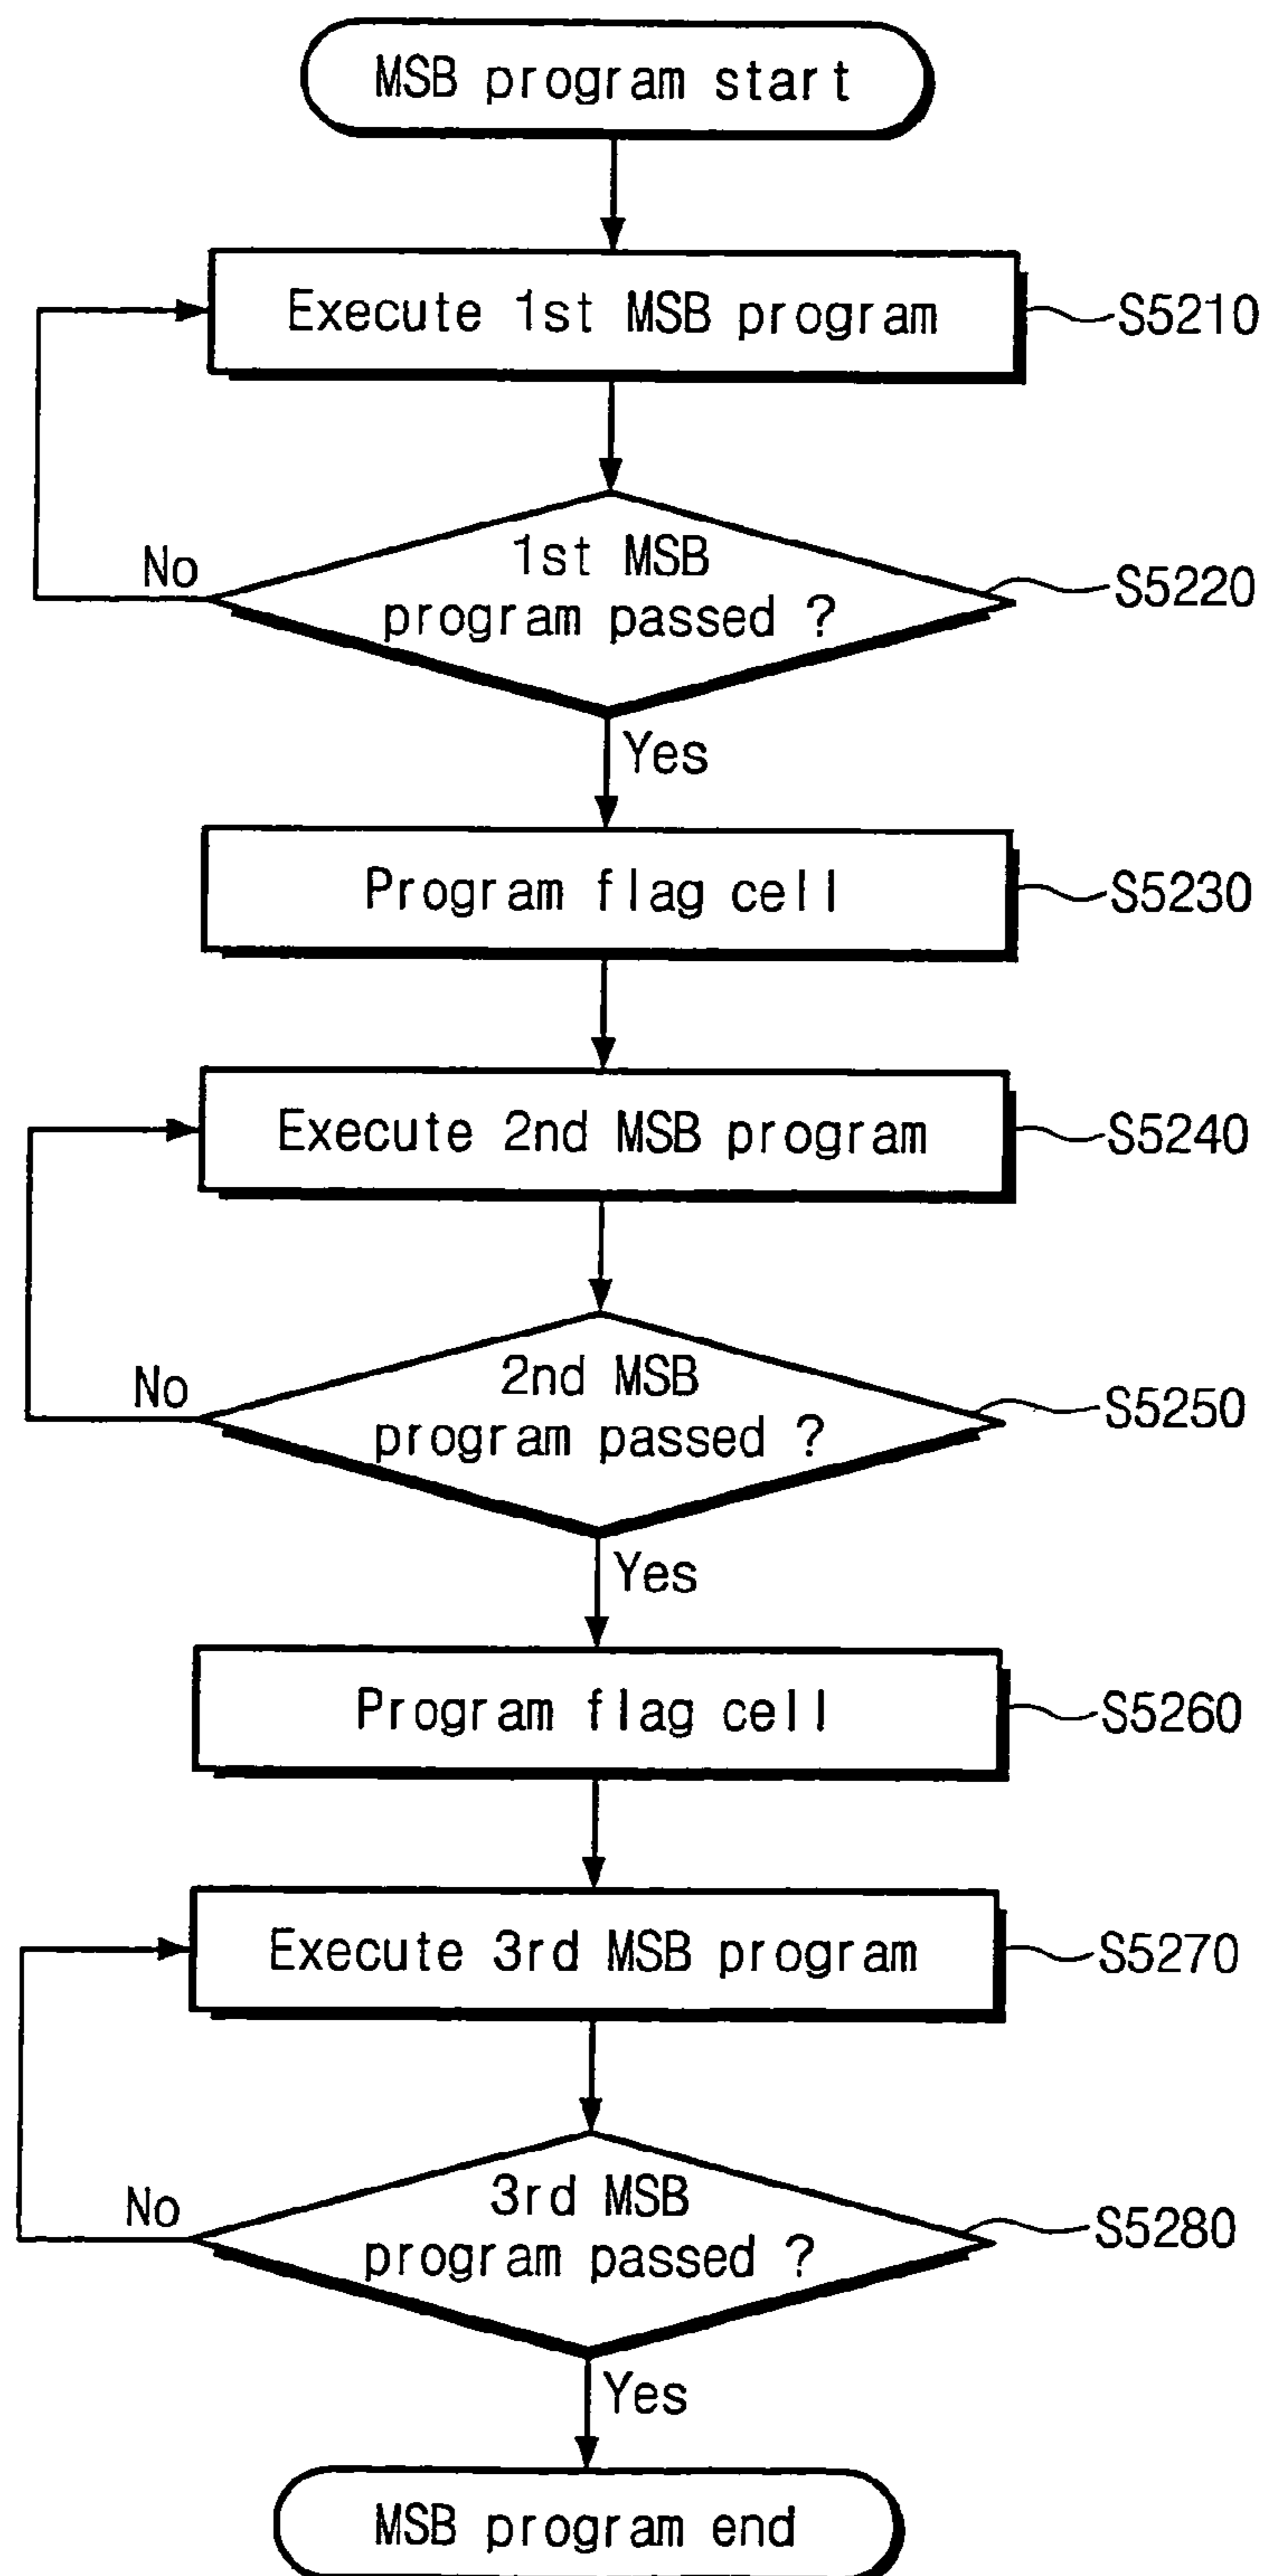 MSB program start
Execute 1st MSB program
S5210
1st MSB
program passed ?
S5220
No
Yes
Program flag cell
S5230
Execute 2nd MSB program
S5240
2nd MSB
program passed ?
S5250
No
Yes
Program flag cell
S5260
Execute 3rd MSB program
S5270
3rd MSB
program passed ?
S5280
No
Yes
MSB program end